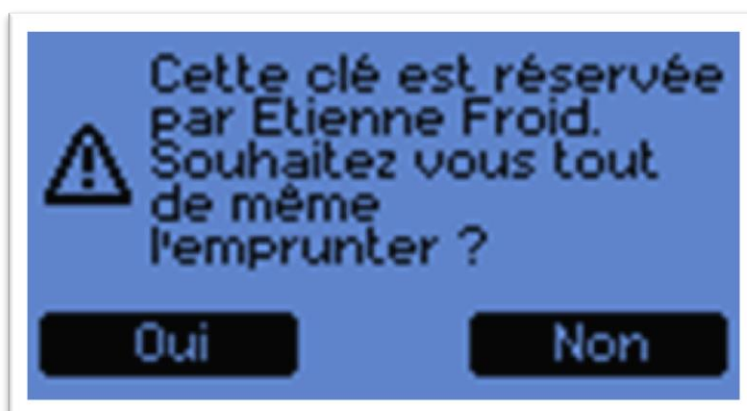 Cette clé est réservée
par Etienne Froid.
Souhaitez vous tout
de même
l'emprunter ?
Oui Non